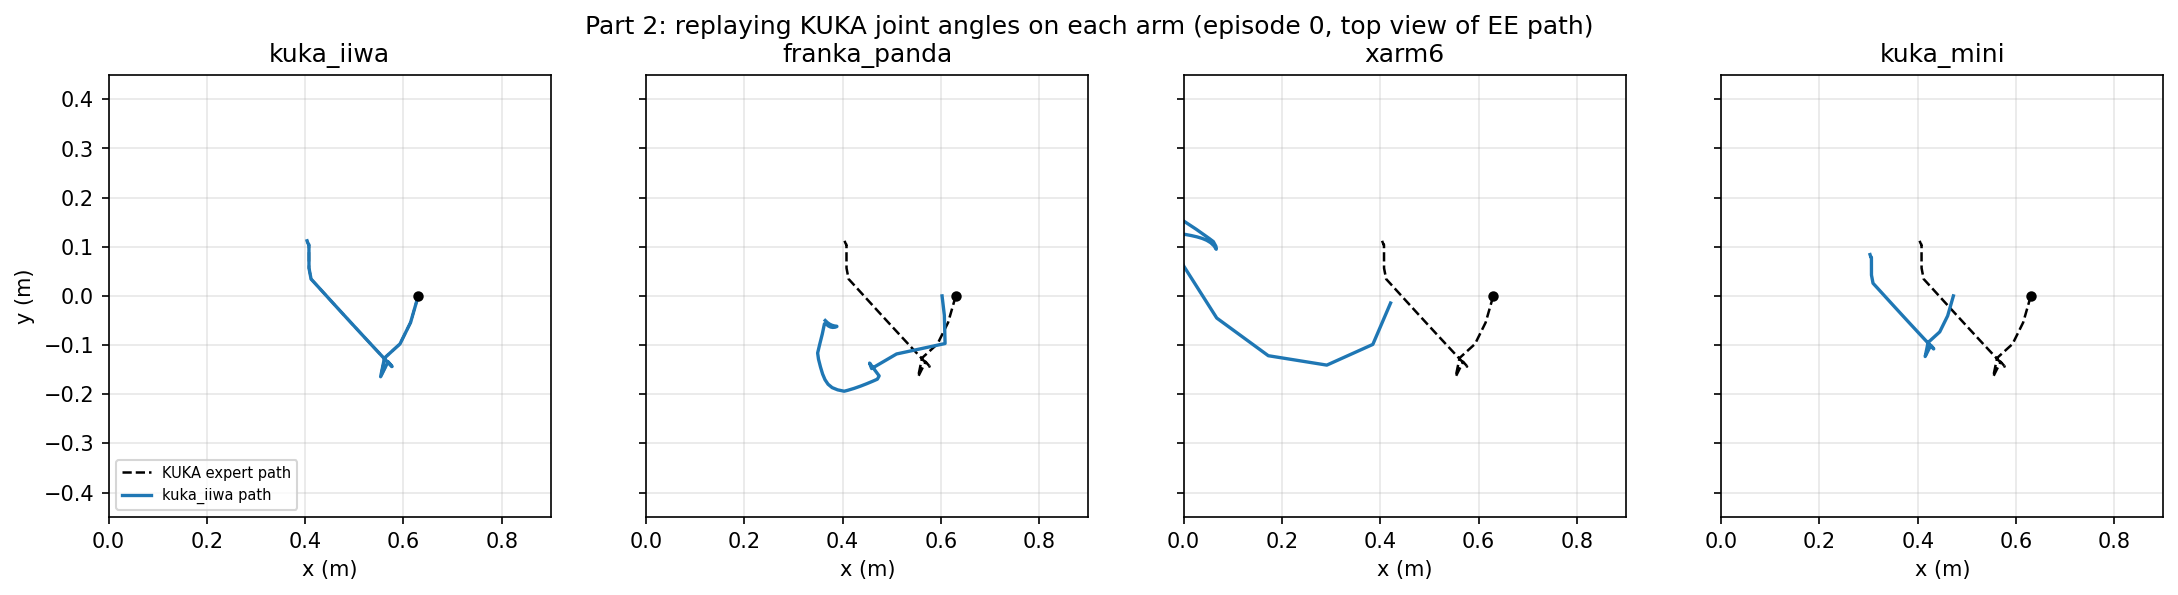 Part 2: replaying KUKA joint angles on each arm (episode 0, top view of EE path)
kuka_iiwa
franka_panda
xarm6
kuka_mini
y (m)
0.4
0.3
0.2
0.1
0.0
−0.1
−0.2
−0.3
−0.4
KUKA expert path
kuka_iiwa path
0.0 0.2 0.4 0.6 0.8
x (m)
0.0 0.2 0.4 0.6 0.8
x (m)
0.0 0.2 0.4 0.6 0.8
x (m)
0.0 0.2 0.4 0.6 0.8
x (m)